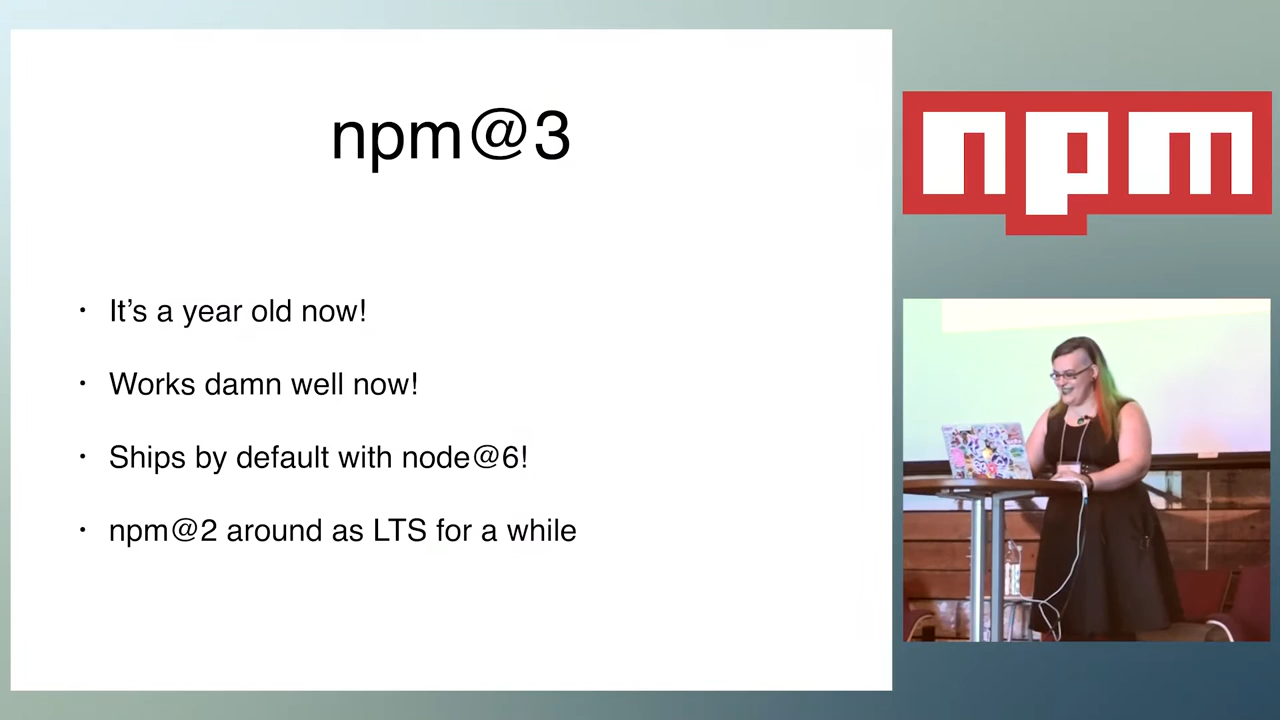 npm@3
npm
• It’s a year old now!
• Works damn well now!
• Ships by default with node@6!
• npm@2 around as LTS for a while